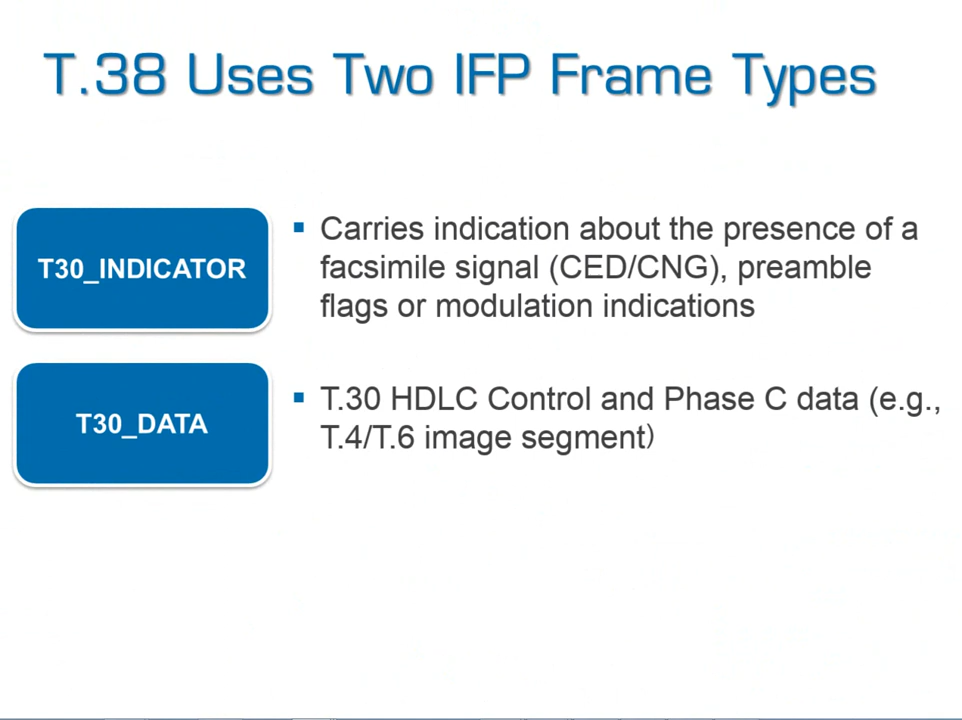 T.38 Uses Two IFP Frame Types
T30_INDICATOR
▪ Carries indication about the presence of a
facsimile signal (CED/CNG), preamble
flags or modulation indications
T30_DATA
▪ T.30 HDLC Control and Phase C data (e.g.,
T.4/T.6 image segment)